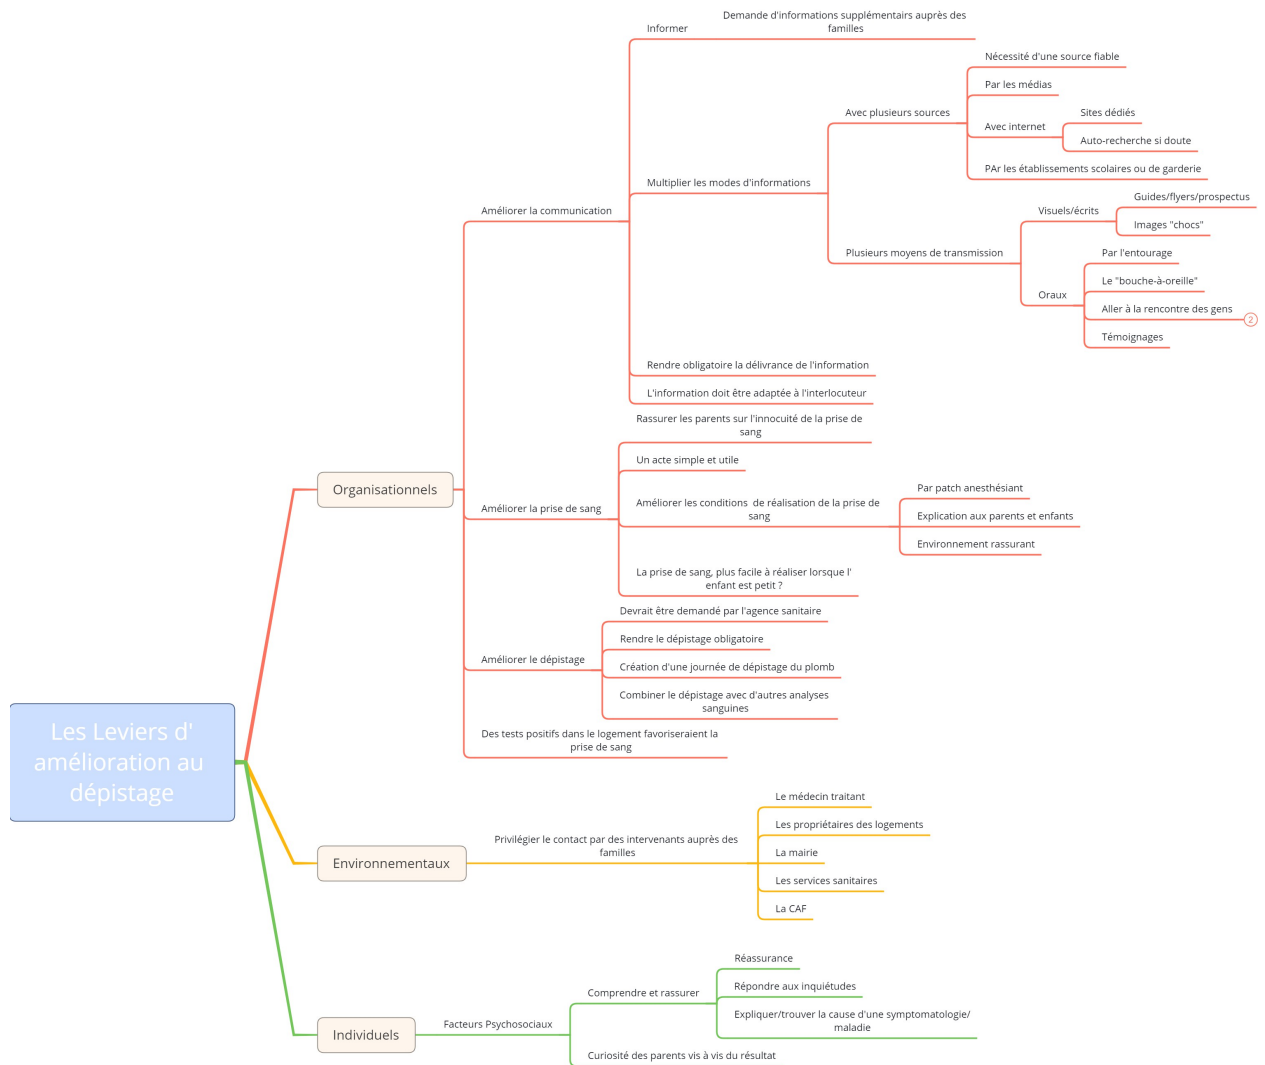 Demande d'informations supplémentairs auprès des
familles
Informer
Nécessité d'une source fiable
Par les médias
Avec plusieurs sources
Sites dédiés
Avec internet
Auto-recherche si doute
PAr les établissements scolaires ou de garderie
Multiplier les modes d'informations
Guides/flyers/prospectus
Visuels/écrits
Images "chocs"
Améliorer la communication
Plusieurs moyens de transmission
Par l'entourage
Le "bouche-à-oreille"
Oraux
Aller à la rencontre des gens
2
Témoignages
Rendre obligatoire la délivrance de l'information
L'information doit être adaptée à l'interlocuteur
Rassurer les parents sur l'innocuité de la prise de
sang
Un acte simple et utile
Organisationnels
Améliorer la prise de sang
Améliorer les conditions  de réalisation de la prise de
sang
Par patch anesthésiant
Explication aux parents et enfants
Environnement rassurant
La prise de sang, plus facile à réaliser lorsque l'
enfant est petit ?
Devrait être demandé par l'agence sanitaire
Rendre le dépistage obligatoire
Améliorer le dépistage
Création d'une journée de dépistage du plomb
Combiner le dépistage avec d'autres analyses
sanguines
Des tests positifs dans le logement favoriseraient la
prise de sang
Les Leviers d'
amélioration au
dépistage
Le médecin traitant
Les propriétaires des logements
Privilégier le contact par des intervenants auprès des
familles
Environnementaux
La mairie
Les services sanitaires
La CAF
Réassurance
Comprendre et rassurer
Répondre aux inquiétudes
Expliquer/trouver la cause d'une symptomatologie/
maladie
Individuels
Facteurs Psychosociaux
Curiosité des parents vis à vis du résultat